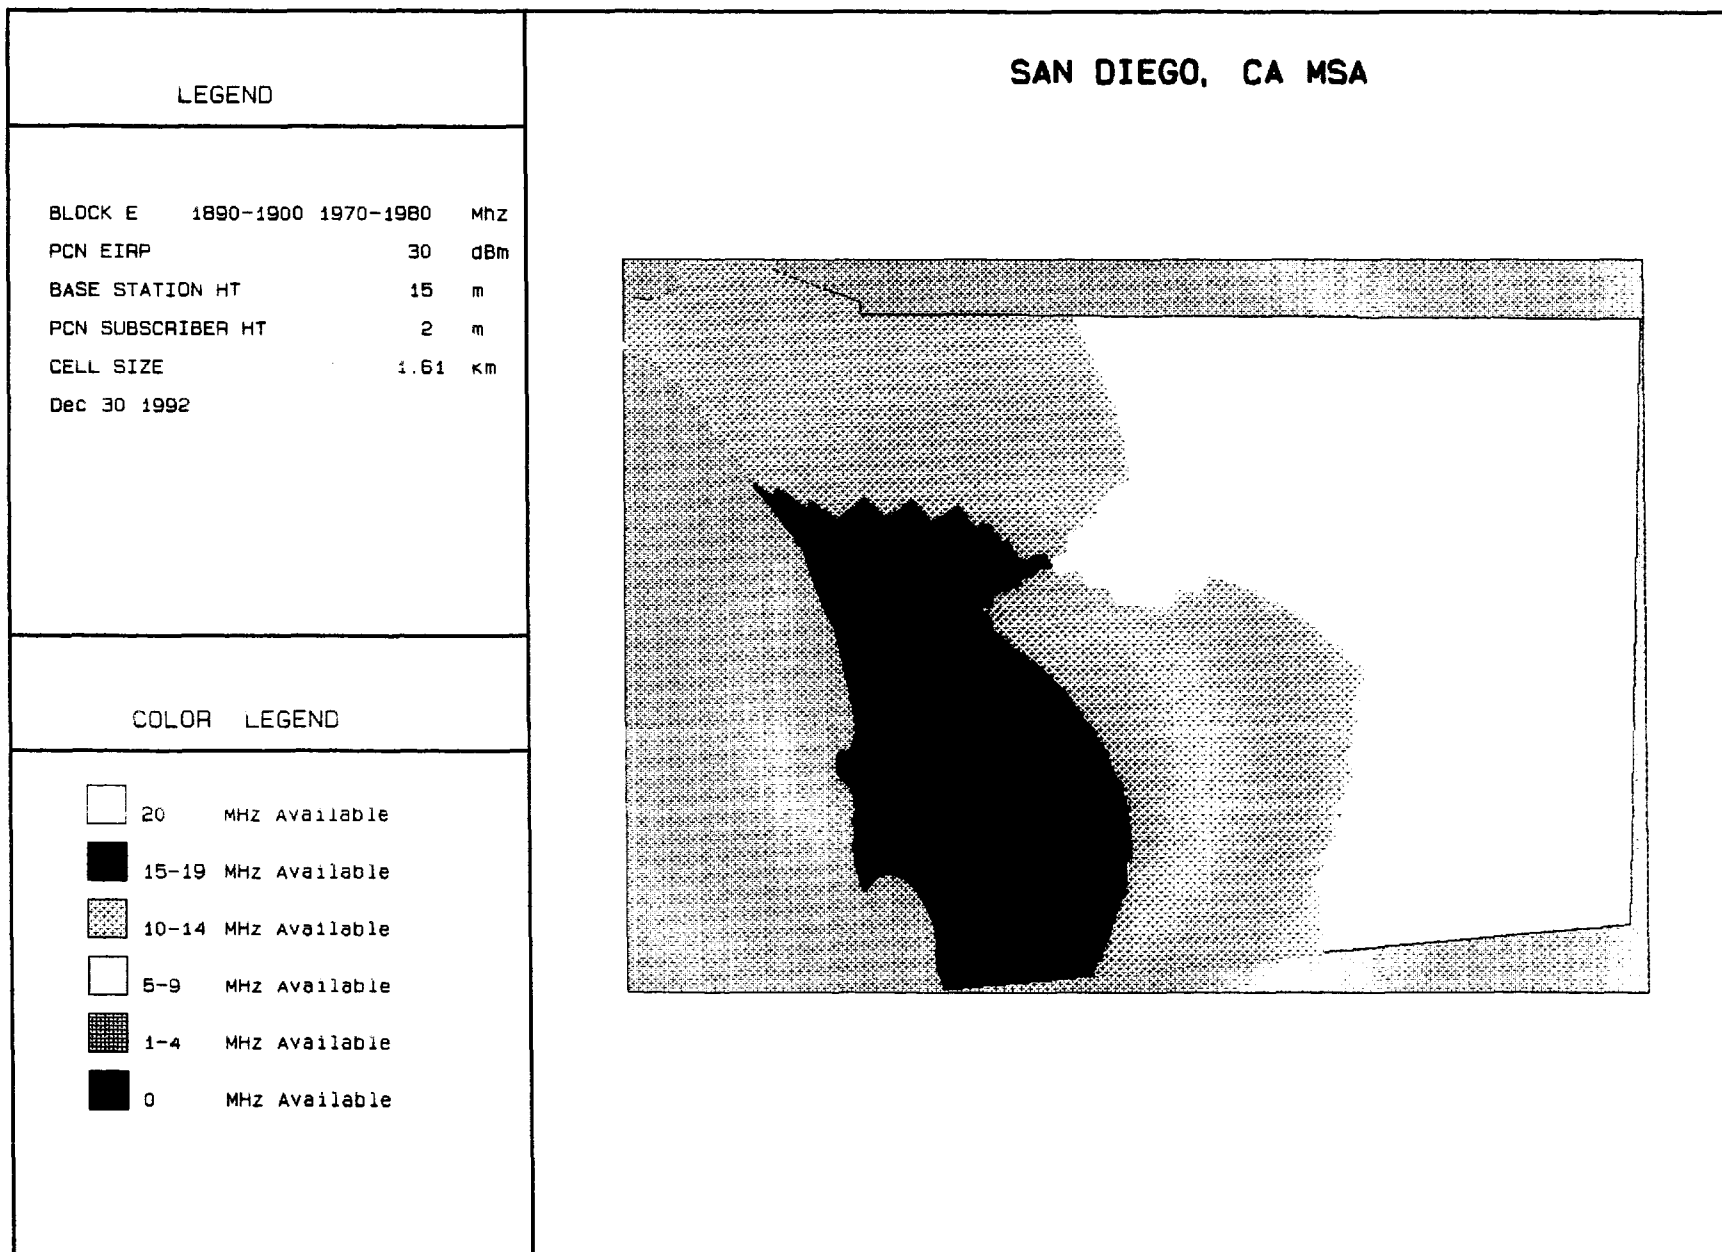 LEGEND
BLOCK E 1890-1900 1970-1980 Mhz
PCN EIRP 30 dBm
BASE STATION HT 15 m
PCN SUBSCRIBER HT 2 m
CELL SIZE 1.61 km
Dec 30 1992
COLOR LEGEND
20 MHz Available
15-19 MHz Available
10-14 MHz Available
5-9 MHz Available
1-4 MHz Available
0 MHz Available
SAN DIEGO, CA MSA